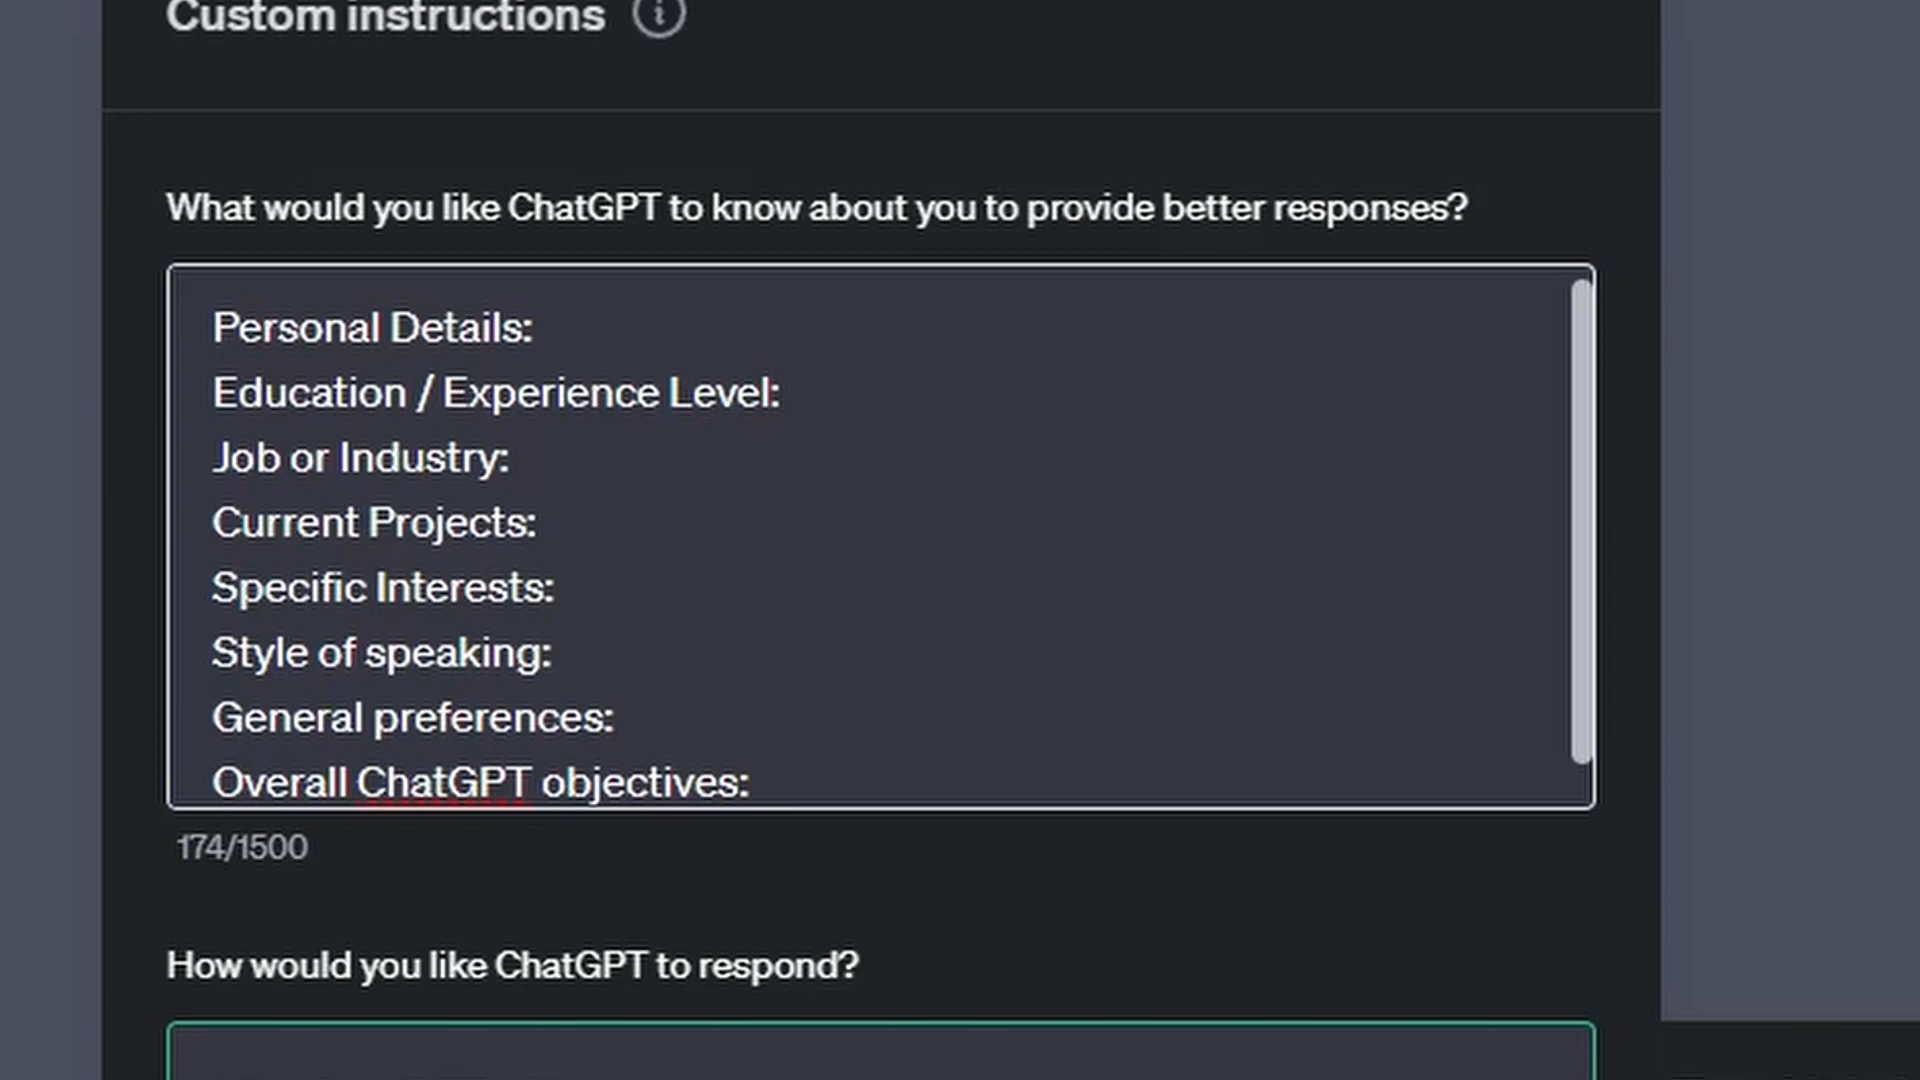 Custom instructions
What would you like ChatGPT to know about you to provide better responses?
Personal Details:
Education / Experience Level:
Job or Industry:
Current Projects:
Specific Interests:
Style of speaking:
General preferences:
Overall ChatGPT objectives:
174/1500
How would you like ChatGPT to respond?